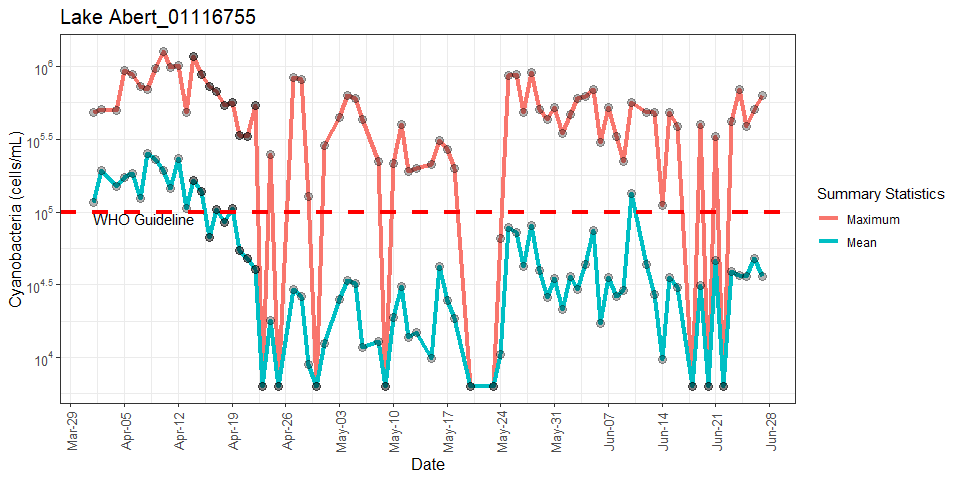 Lake Abert_01116755
Cyanobacteria (cells/mL)
10^6
10^5.5
10^5
10^4.5
10^4
WHO Guideline
Mar-29
Apr-05
Apr-12
Apr-19
Apr-26
May-03
May-10
May-17
May-24
May-31
Jun-07
Jun-14
Jun-21
Jun-28
Date
Summary Statistics
Maximum
Mean